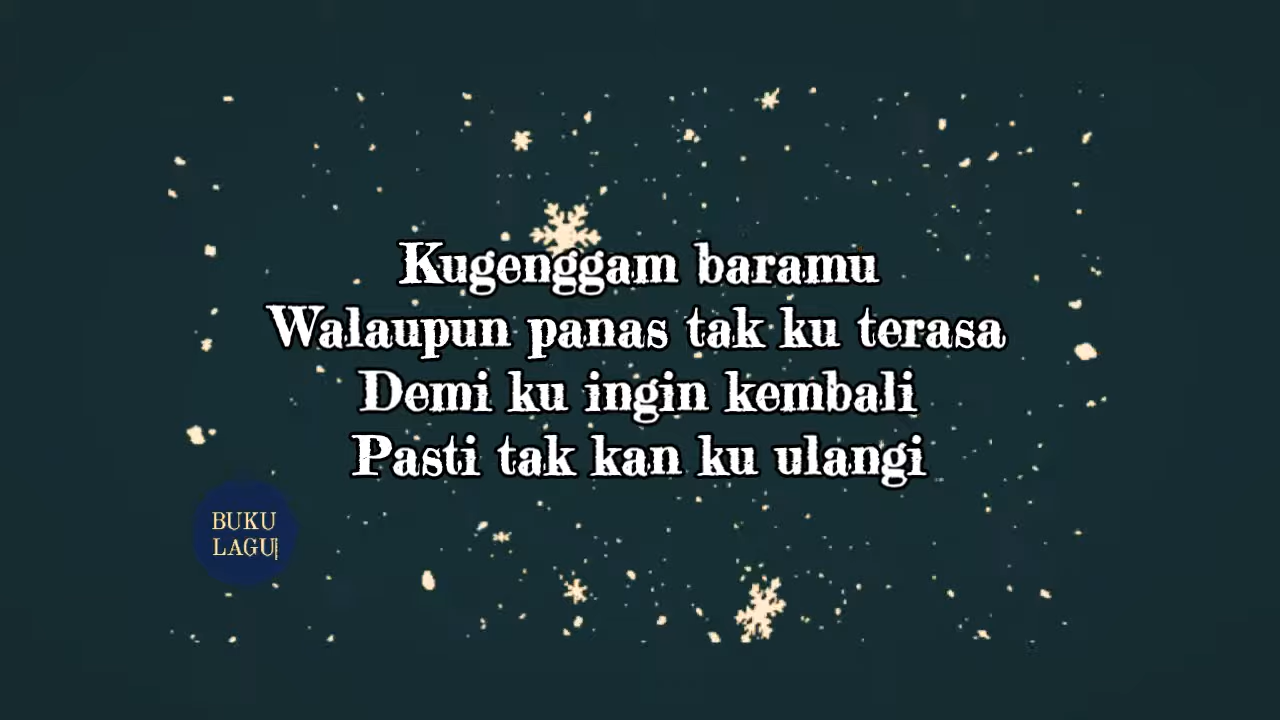 Kugenggam baramu
Walaupun panas tak ku terasa
Demi ku ingin kembali
Pasti tak kan ku ulangi
BUKU
LAGU